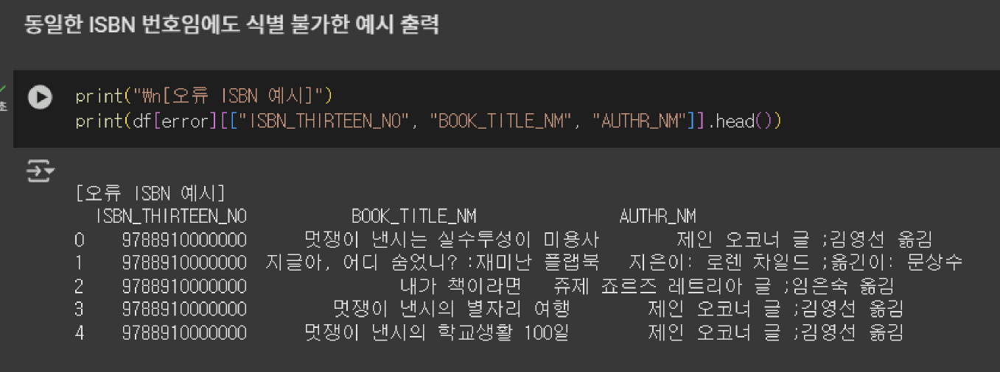 동일한 ISBN 번호임에도 식별 불가한 예시 출력
print("₩n[오류 ISBN 예시]")
초
print(df[error][["ISBN_THIRTEEN_NO", "BOOK_TITLE_NM", "AUTHR_NM"]].head())
[오류 ISBN 예시]
ISBN_THIRTEEN_NO BOOK_TITLE_NM AUTHR_NM
0 9788910000000 멋쟁이 낸시는 실수투성이 미용사 제인 오코너 글 ;김영선 옮김
1 9788910000000 지글아, 어디 숨었니? :재미난 플랩북 지은이: 로렌 차일드 ;옮긴이: 문상수
2 9788910000000 내가 책이라면 쥬제 죠르즈 레트리아 글 ;임은숙 옮김
3 9788910000000 멋쟁이 낸시의 별자리 여행 제인 오코너 글 ;김영선 옮김
4 9788910000000 멋쟁이 낸시의 학교생활 100일 제인 오코너 글 ;김영선 옮김